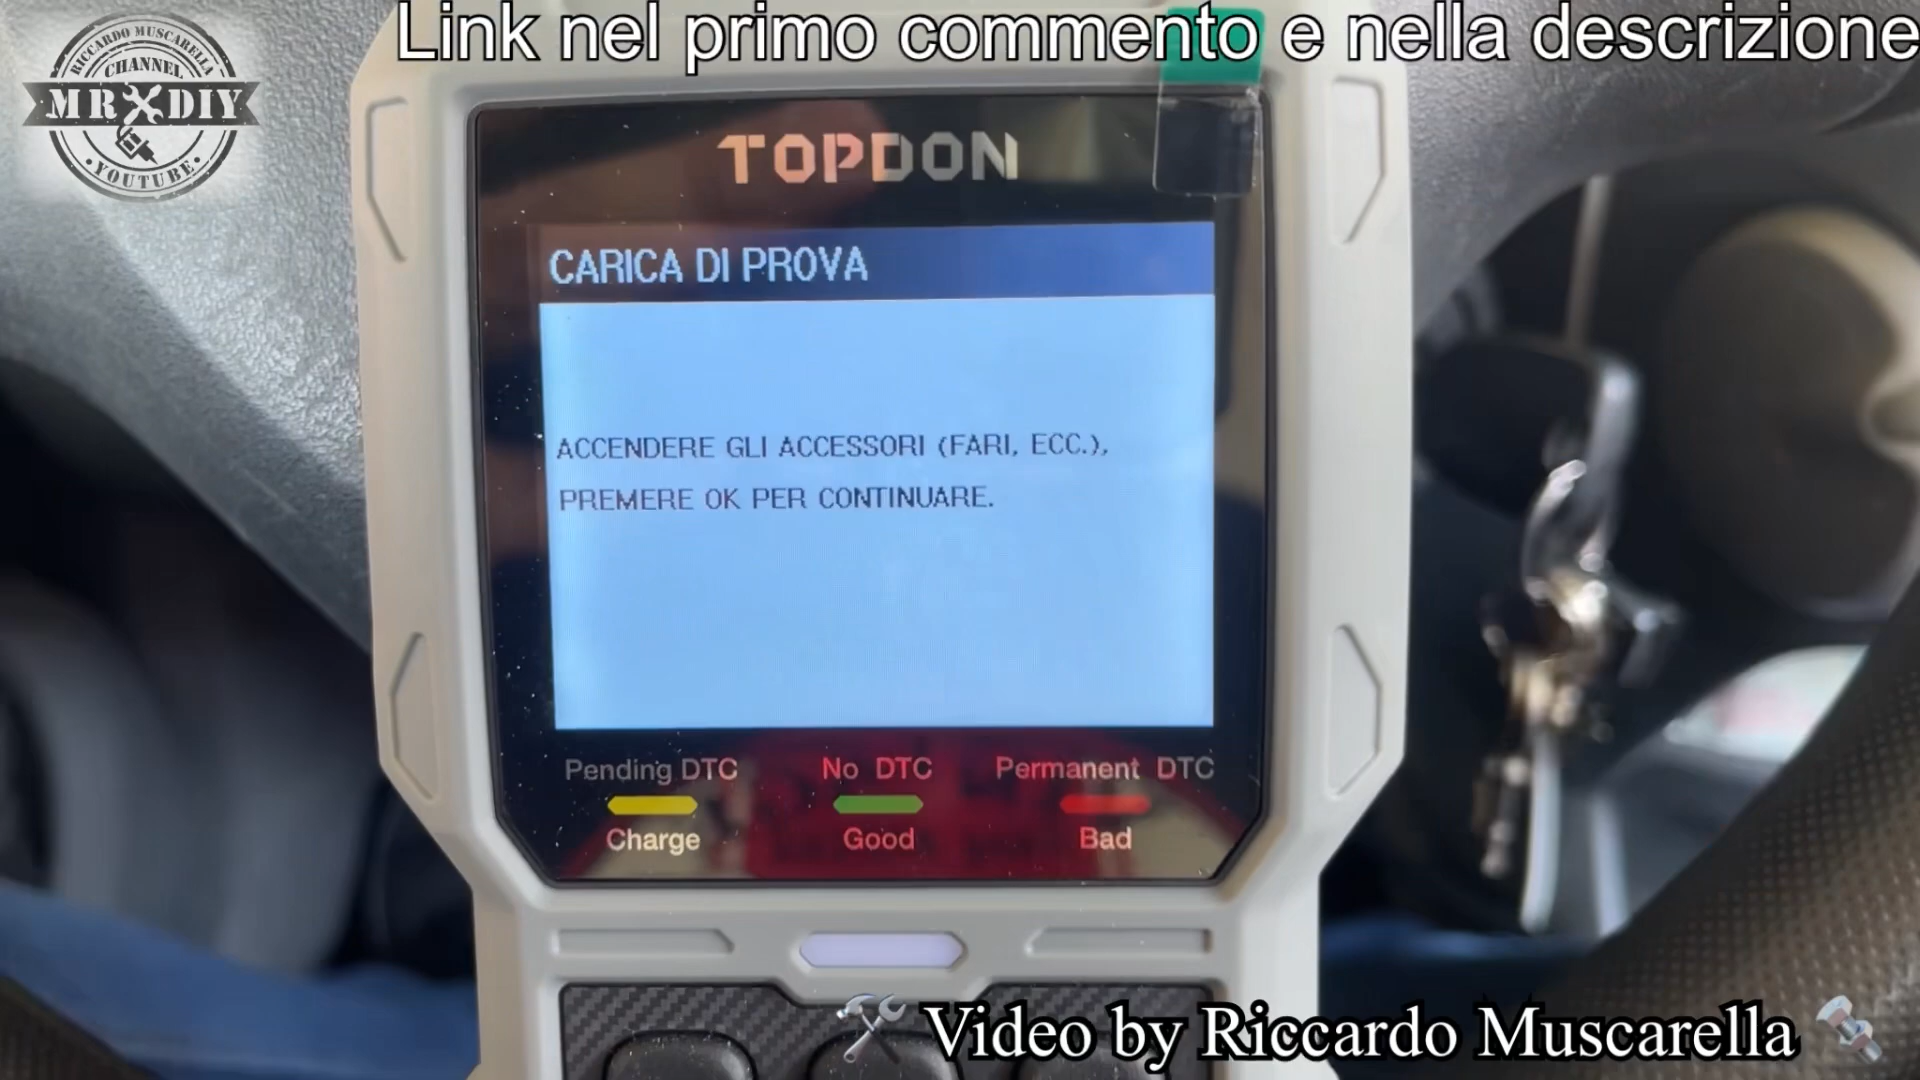 Link nel primo commento e nella descrizione
RICCARDO MUSCARELLA
CHANNEL
MR DIY
YOUTUBE
TOPDON
CARICA DI PROVA
ACCENDERE GLI ACCESSORI (FARI, ECC.),
PREMERE OK PER CONTINUARE.
Pending DTC No DTC Permanent DTC
Charge Good Bad
Video by Riccardo Muscarella